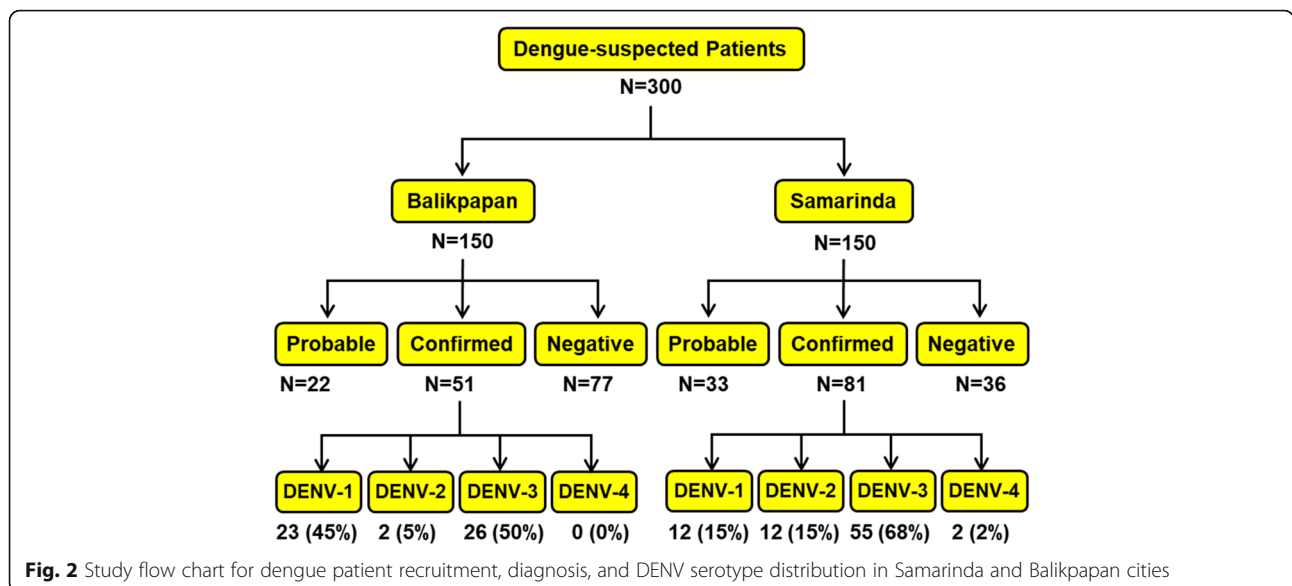 Dengue-suspected Patients
N=300
Balikpapan Samarinda
N=150 N=150
Probable Confirmed Negative Probable Confirmed Negative
N=22 N=51 N=77 N=33 N=81 N=36
DENV-1 DENV-2 DENV-3 DENV-4 DENV-1 DENV-2 DENV-3 DENV-4
23 (45%) 2 (5%) 26 (50%) 0 (0%) 12 (15%) 12 (15%) 55 (68%) 2 (2%)
Fig. 2 Study flow chart for dengue patient recruitment, diagnosis, and DENV serotype distribution in Samarinda and Balikpapan cities